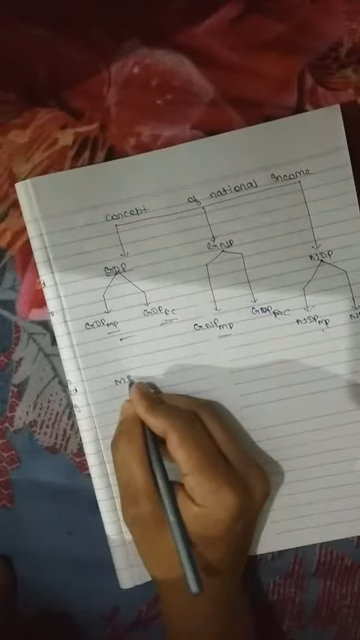 Concept of national Income
GDP GNP NDP
GDPMP GDPFC GNPMP GNPFC NDPMP
M